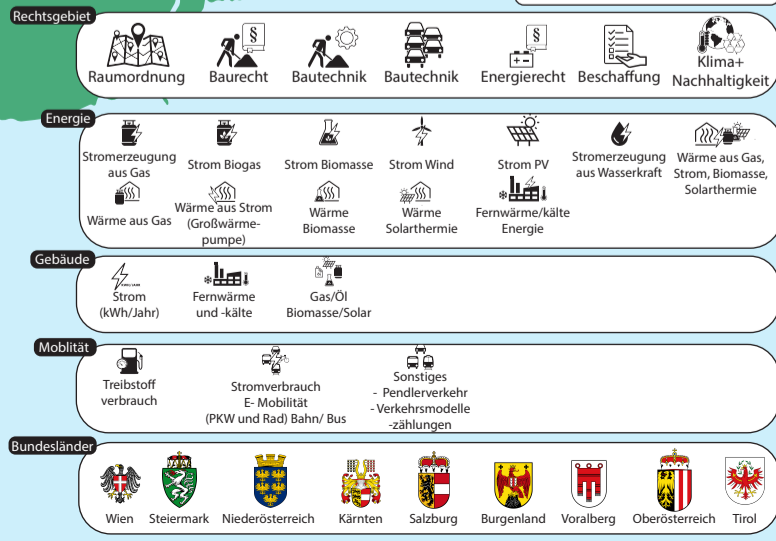 Rechtsgebiet
Raumordnung
Baurecht
Bautechnik
Bautechnik
Energierecht
Beschaffung
Klima+
Nachhaltigkeit
§
§
Energie
Stromerzeugung
aus Gas
Strom Biogas
Strom Biomasse
Strom Wind
Strom PV
Stromerzeugung
aus Wasserkraft
Wärme aus Gas,
Strom, Biomasse,
Solarthermie
Wärme aus Gas
Wärme aus Strom
(Großwärme-
pumpe)
Wärme
Biomasse
Wärme
Solarthermie
Fernwärme/kälte
Energie
Gebäude
Strom
(kWh/Jahr)
Fernwärme
und -kälte
Gas/Öl
Biomasse/Solar
Moblität
Treibstoff
verbrauch
Stromverbrauch
E- Mobilität
(PKW und Rad) Bahn/ Bus
Sonstiges
- Pendlerverkehr
- Verkehrsmodelle
-zählungen
Bundesländer
Wien
Steiermark
Niederösterreich
Kärnten
Salzburg
Burgenland
Voralberg
Oberösterreich
Tirol